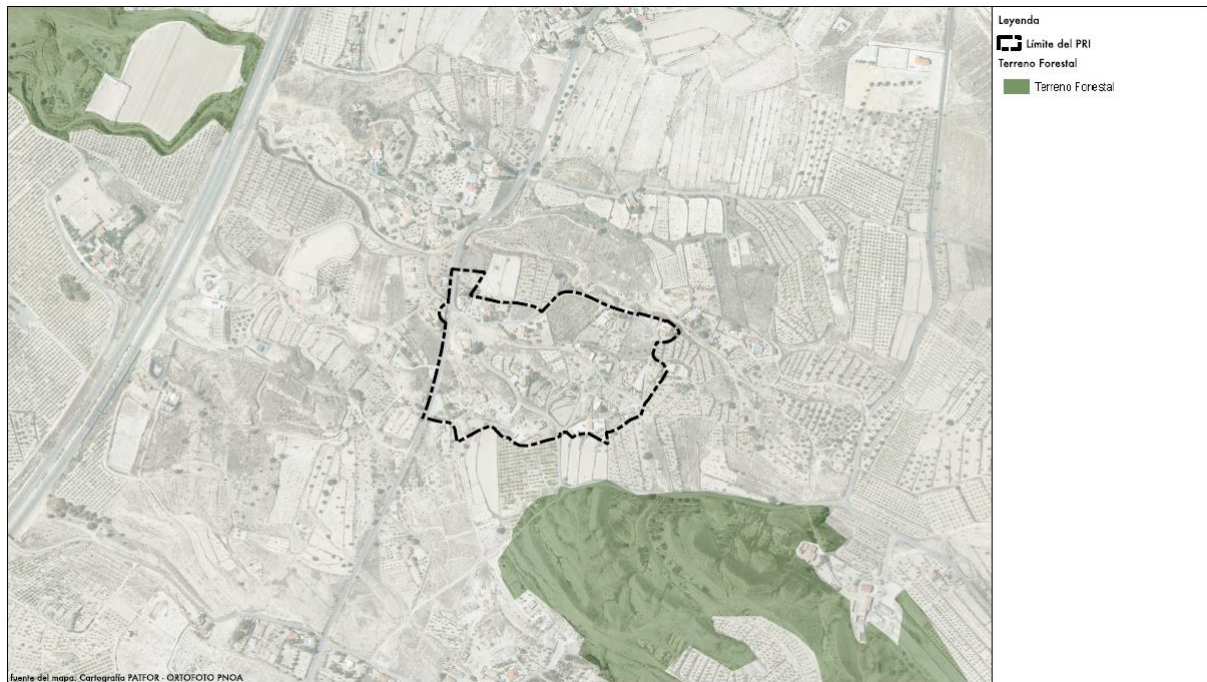 Leyenda
Límite del PRI
Terreno Forestal
Terreno Forestal
fuente del mapa: Cartografía PATFOR - ORTOFOTO PNOA